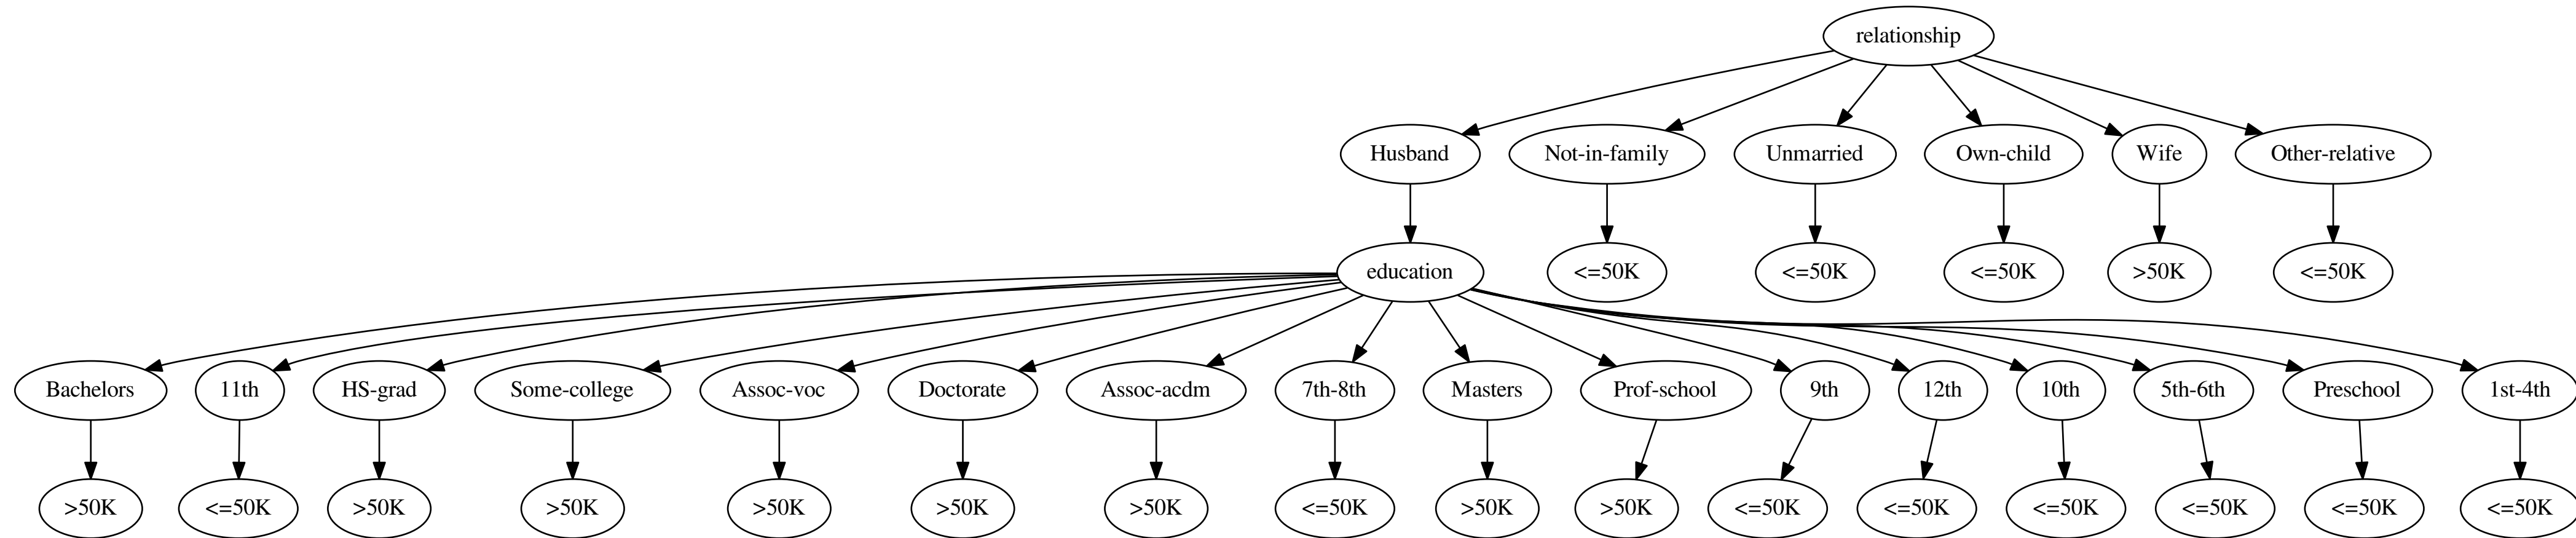 relationship
Husband Not-in-family Unmarried Own-child Wife Other-relative
education <=50K <=50K <=50K >50K <=50K
Bachelors 11th HS-grad Some-college Assoc-voc Doctorate Assoc-acdm 7th-8th Masters Prof-school 9th 12th 10th 5th-6th Preschool 1st-4th
>50K <=50K >50K >50K >50K >50K >50K <=50K >50K >50K <=50K <=50K <=50K <=50K <=50K <=50K